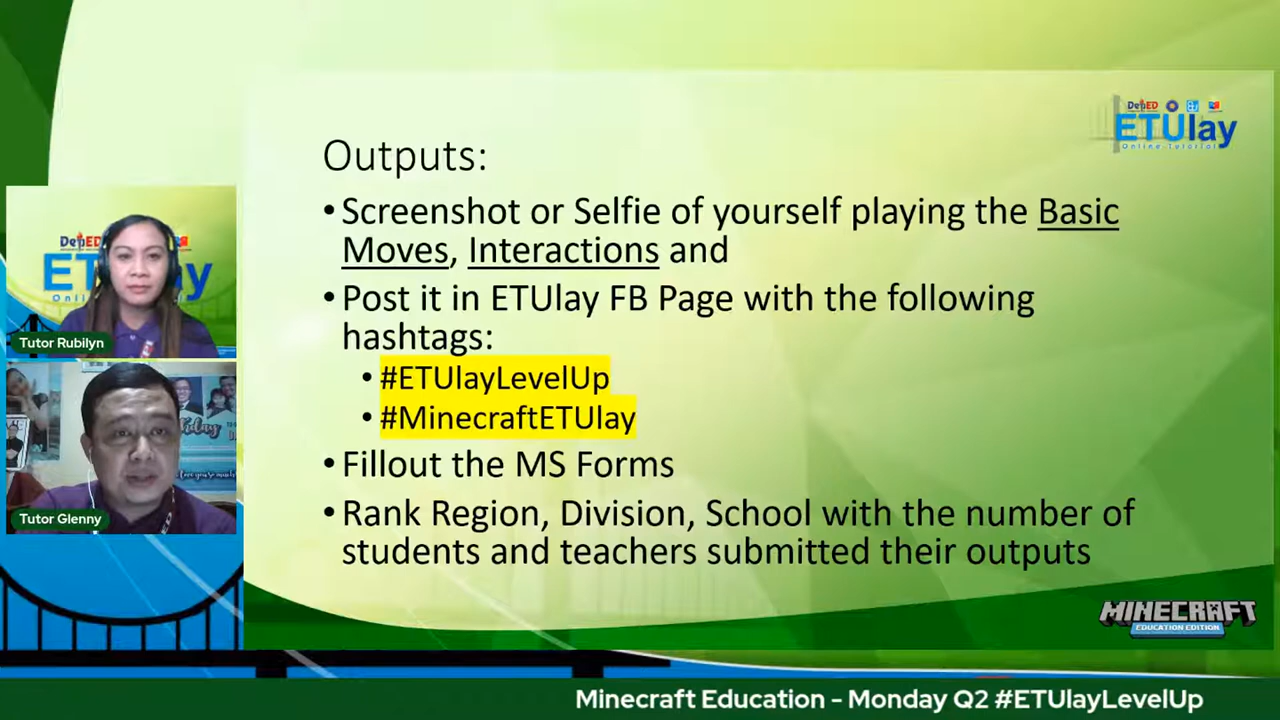 DepED
ETUlay
Online Tutorial
Outputs:
•Screenshot or Selfie of yourself playing the Basic
Moves, Interactions and
•Post it in ETUlay FB Page with the following
hashtags:
•#ETUlayLevelUp
•#MinecraftETUlay
•Fillout the MS Forms
•Rank Region, Division, School with the number of
students and teachers submitted their outputs
DepED
Tutor Rubilyn
Tutor Glenny
MINECRAFT
EDUCATION EDITION
Minecraft Education - Monday Q2 #ETUlayLevelUp